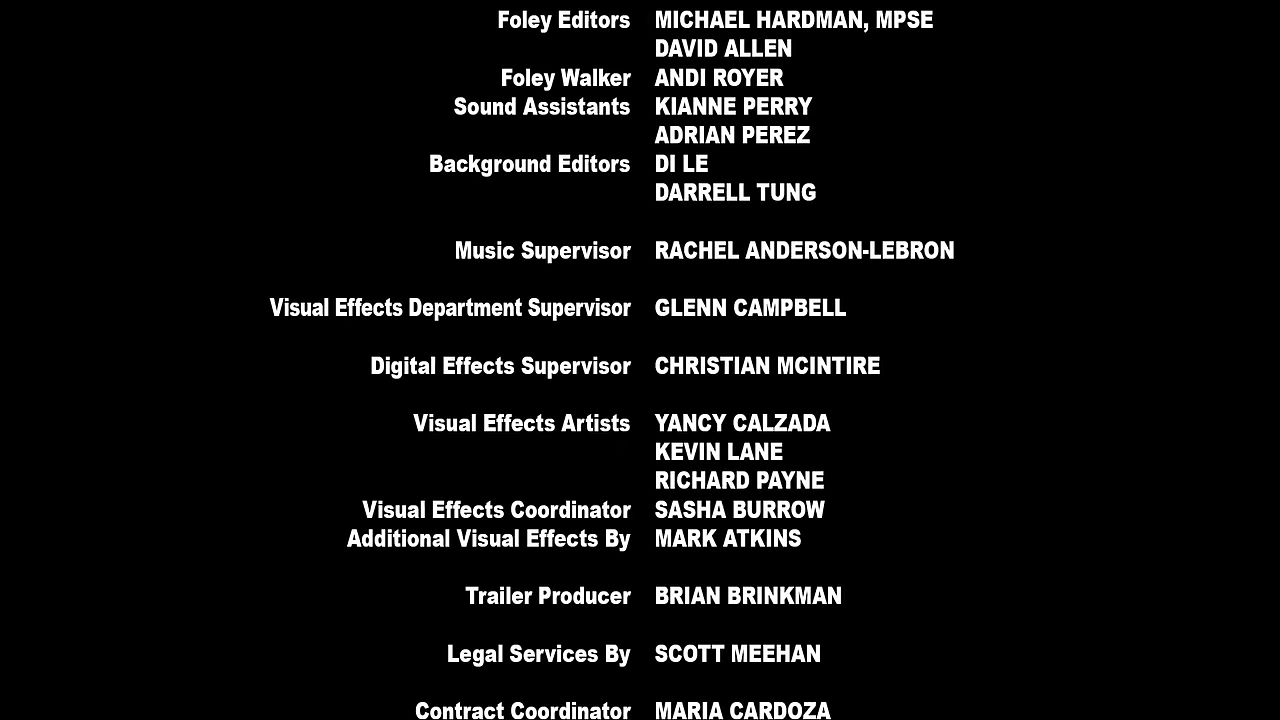 Foley Editors MICHAEL HARDMAN, MPSE
DAVID ALLEN
Foley Walker ANDI ROYER
Sound Assistants KIANNE PERRY
ADRIAN PEREZ
Background Editors DI LE
DARRELL TUNG
Music Supervisor RACHEL ANDERSON-LEBRON
Visual Effects Department Supervisor GLENN CAMPBELL
Digital Effects Supervisor CHRISTIAN MCINTIRE
Visual Effects Artists YANCY CALZADA
KEVIN LANE
RICHARD PAYNE
Visual Effects Coordinator SASHA BURROW
Additional Visual Effects By MARK ATKINS
Trailer Producer BRIAN BRINKMAN
Legal Services By SCOTT MEEHAN
Contract Coordinator MARIA CARDOZA